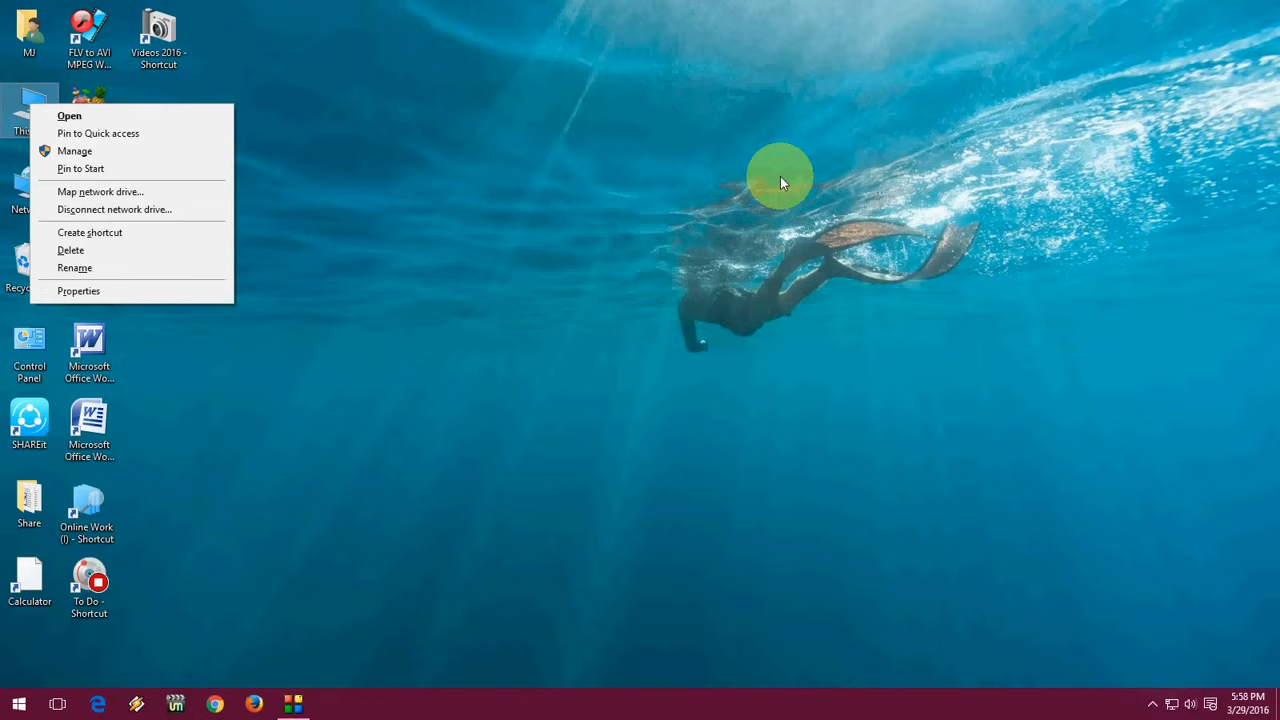 MJ
FLV to AVI
MPEG W...
Videos 2016 -
Shortcut
Open
Pin to Quick access
Manage
Pin to Start
Map network drive...
Disconnect network drive...
Create shortcut
Delete
Rename
Properties
Control
Panel
Microsoft
Office Wo...
SHAREit
Microsoft
Office Wo...
Share
Online Work
(I) - Shortcut
Calculator
To Do -
Shortcut
5:58 PM
3/29/2016